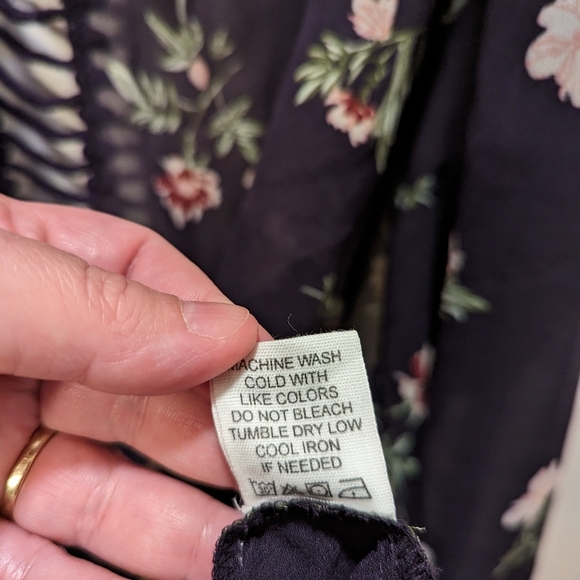 MACHINE WASH
COLD WITH
LIKE COLORS
DO NOT BLEACH
TUMBLE DRY LOW
COOL IRON
IF NEEDED